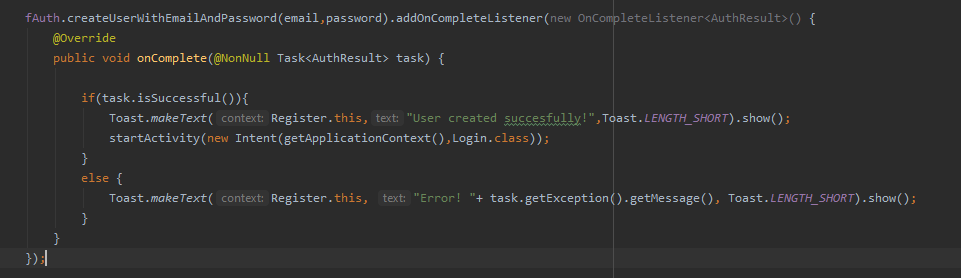 fAuth.createUserWithEmailAndPassword(email,password).addOnCompleteListener(new OnCompleteListener<AuthResult>() {
@Override
public void onComplete(@NonNull Task<AuthResult> task) {
if(task.isSuccessful()){
Toast.makeText( context: Register.this, text: "User created succesfully!",Toast.LENGTH_SHORT).show();
startActivity(new Intent(getApplicationContext(),Login.class));
}
else {
Toast.makeText( context: Register.this, text: "Error! "+ task.getException().getMessage(), Toast.LENGTH_SHORT).show();
}
}
});